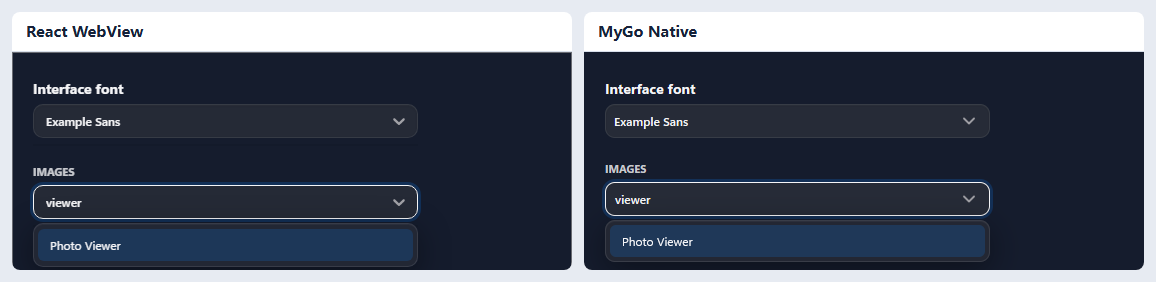 React WebView
Interface font
Example Sans
IMAGES
viewer
Photo Viewer
MyGo Native
Interface font
Example Sans
IMAGES
viewer
Photo Viewer